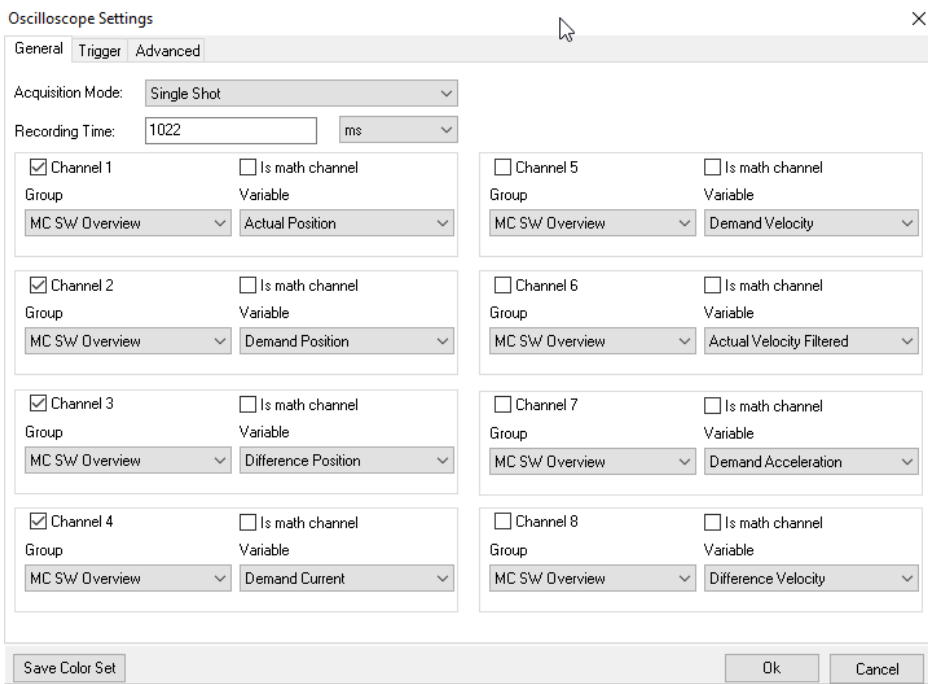 Oscilloscope Settings
General Trigger Advanced
Acquisition Mode: Single Shot
Recording Time: 1022 ms
Channel 1 Is math channel
Group Variable
MC SW Overview Actual Position
Channel 2 Is math channel
Group Variable
MC SW Overview Demand Position
Channel 3 Is math channel
Group Variable
MC SW Overview Difference Position
Channel 4 Is math channel
Group Variable
MC SW Overview Demand Current
Channel 5 Is math channel
Group Variable
MC SW Overview Demand Velocity
Channel 6 Is math channel
Group Variable
MC SW Overview Actual Velocity Filtered
Channel 7 Is math channel
Group Variable
MC SW Overview Demand Acceleration
Channel 8 Is math channel
Group Variable
MC SW Overview Difference Velocity
Save Color Set Ok Cancel